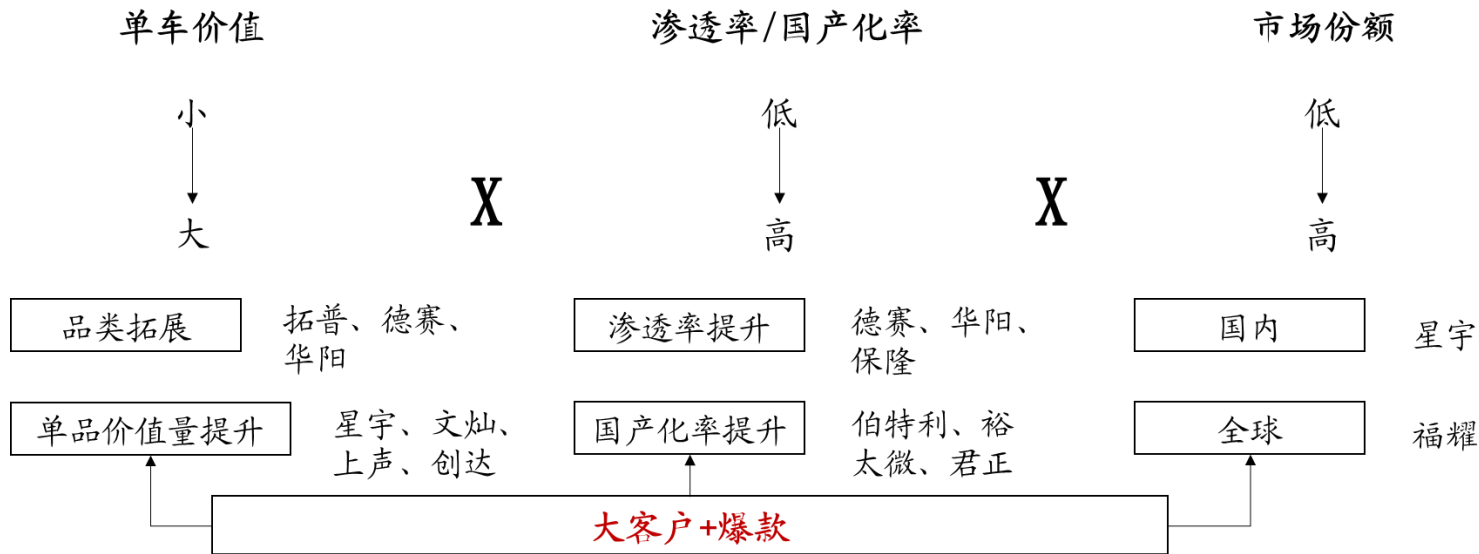 单车价值
渗透率/国产化率
市场份额
小
低
低
X
X
大
高
高
品类拓展
拓普、德赛、
华阳
渗透率提升
德赛、华阳、
保隆
国内
星宇
单品价值量提升
星宇、文灿、
上声、创达
国产化率提升
伯特利、裕
太微、君正
全球
福耀
大客户+爆款